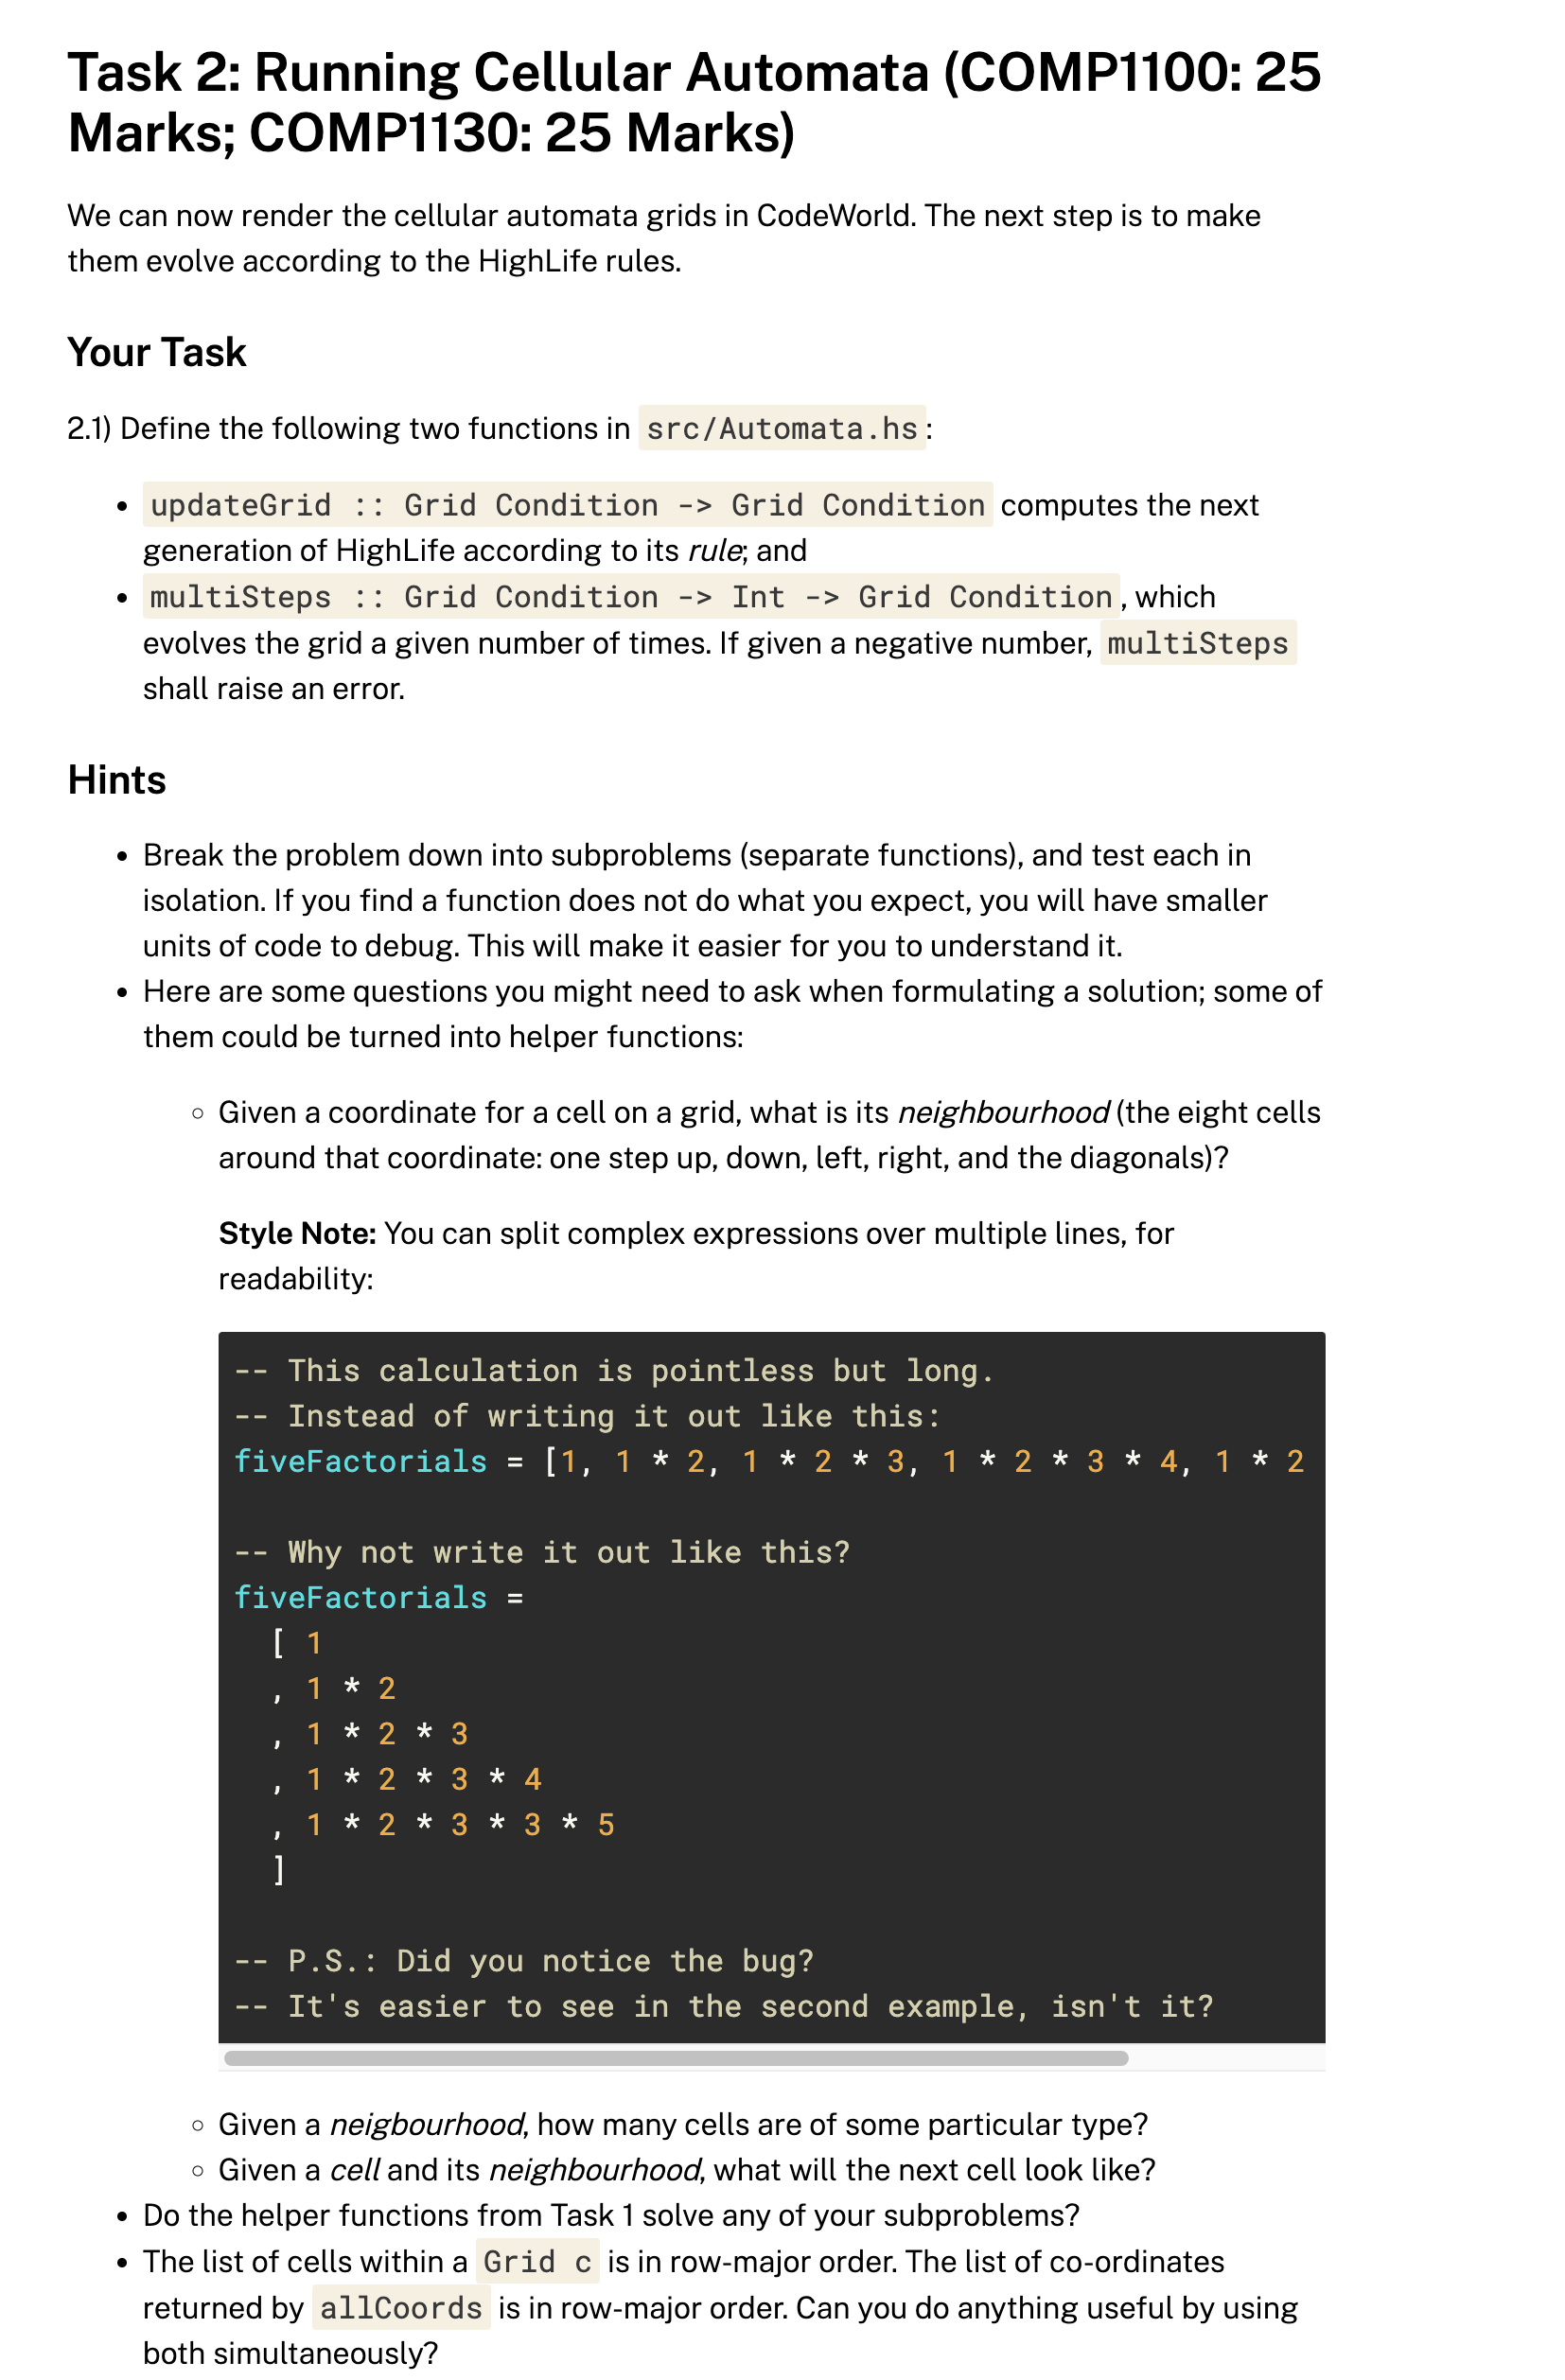 Task 2: Running Cellular Automata (COMP1100: 25
Marks; COMP1130: 25 Marks)
We can now render the cellular automata grids in CodeWorld. The next step is to make
them evolve according to the HighLife rules.
Your Task
2.1) Define the following two functions in src/Automata.hs:
• updateGrid :: Grid Condition -> Grid Condition computes the next
generation of HighLife according to its rule; and
• multiSteps :: Grid Condition -> Int -> Grid Condition, which
evolves the grid a given number of times. If given a negative number, multiSteps
shall raise an error.
Hints
• Break the problem down into subproblems (separate functions), and test each in
isolation. If you find a function does not do what you expect, you will have smaller
units of code to debug. This will make it easier for you to understand it.
• Here are some questions you might need to ask when formulating a solution; some of
them could be turned into helper functions:
◦ Given a coordinate for a cell on a grid, what is its neighbourhood (the eight cells
around that coordinate: one step up, down, left, right, and the diagonals)?
Style Note: You can split complex expressions over multiple lines, for
readability:
-- This calculation is pointless but long.
-- Instead of writing it out like this:
fiveFactorials = [1, 1 * 2, 1 * 2 * 3, 1 * 2 * 3 * 4, 1 * 2
-- Why not write it out like this?
fiveFactorials =
[ 1
, 1 * 2
, 1 * 2 * 3
, 1 * 2 * 3 * 4
, 1 * 2 * 3 * 3 * 5
]
-- P.S.: Did you notice the bug?
-- It's easier to see in the second example, isn't it?
◦ Given a neigbourhood, how many cells are of some particular type?
◦ Given a cell and its neighbourhood, what will the next cell look like?
• Do the helper functions from Task 1 solve any of your subproblems?
• The list of cells within a Grid c is in row-major order. The list of co-ordinates
returned by allCoords is in row-major order. Can you do anything useful by using
both simultaneously?